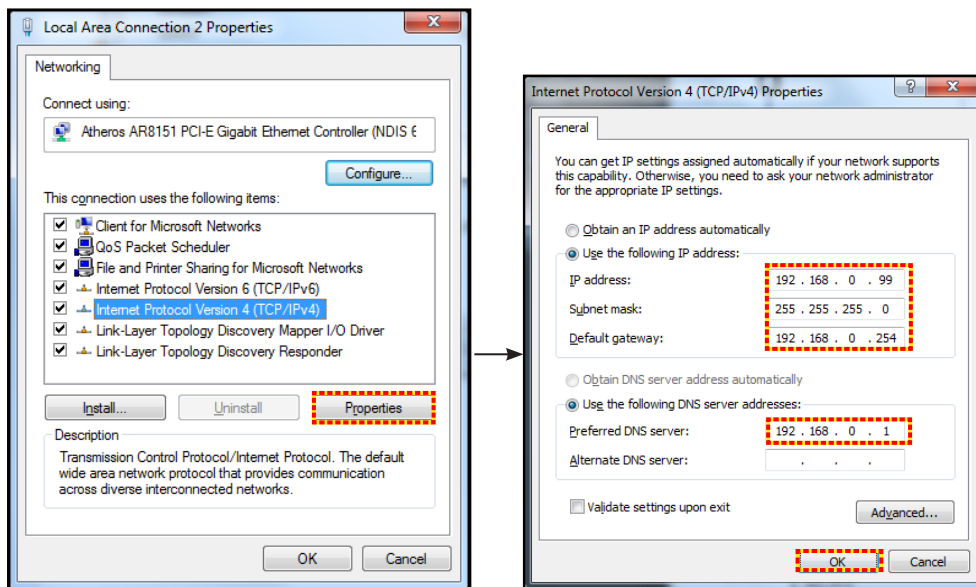 Local Area Connection 2 Properties
Networking
Connect using:
Atheros AR8151 PCI-E Gigabit Ethernet Controller (NDIS 6
Configure...
This connection uses the following items:
Client for Microsoft Networks
QoS Packet Scheduler
File and Printer Sharing for Microsoft Networks
Internet Protocol Version 6 (TCP/IPv6)
Internet Protocol Version 4 (TCP/IPv4)
Link-Layer Topology Discovery Mapper I/O Driver
Link-Layer Topology Discovery Responder
Install...
Uninstall
Properties
Description
Transmission Control Protocol/Internet Protocol. The default
wide area network protocol that provides communication
across diverse interconnected networks.
OK
Cancel
Internet Protocol Version 4 (TCP/IPv4) Properties
?
General
You can get IP settings assigned automatically if your network supports
this capability. Otherwise, you need to ask your network administrator
for the appropriate IP settings.
Obtain an IP address automatically
Use the following IP address:
IP address: 192 . 168 . 0 . 99
Subnet mask: 255 . 255 . 255 . 0
Default gateway: 192 . 168 . 0 . 254
Obtain DNS server address automatically
Use the following DNS server addresses:
Preferred DNS server: 192 . 168 . 0 . 1
Alternate DNS server: . . .
Validate settings upon exit
Advanced...
OK
Cancel